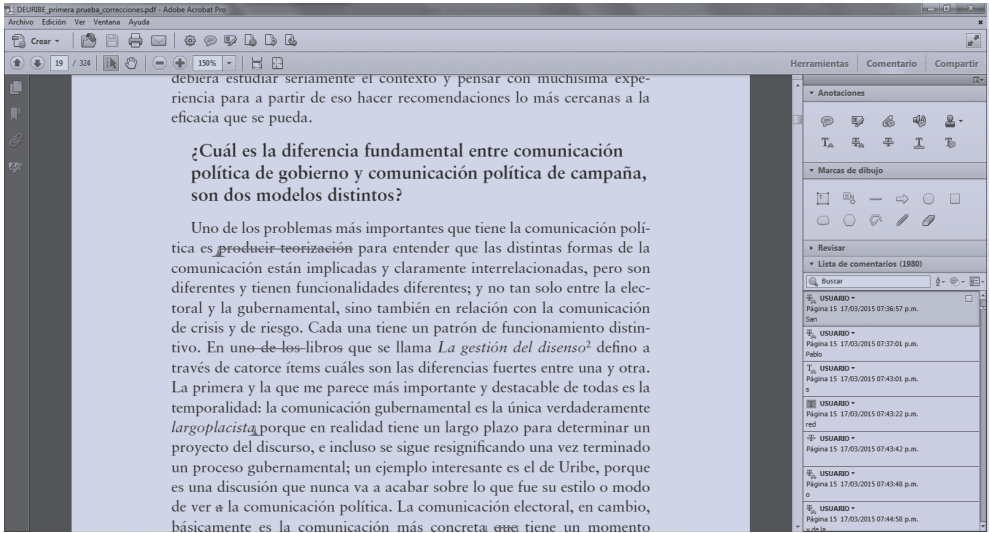 DEURIBE_primera prueba_correcciones.pdf - Adobe Acrobat Pro
Archivo Edición Ver Ventana Ayuda
Crear
19 / 324 150% Herramientas Comentario Compartir
debiera estudiar seriamente el contexto y pensar con muchísima expe-
riencia para a partir de eso hacer recomendaciones lo más cercanas a la
eficacia que se pueda.
¿Cuál es la diferencia fundamental entre comunicación
política de gobierno y comunicación política de campaña,
son dos modelos distintos?
Uno de los problemas más importantes que tiene la comunicación polí-
tica es producir teorización para entender que las distintas formas de la
comunicación están implicadas y claramente interrelacionadas, pero son
diferentes y tienen funcionalidades diferentes; y no tan solo entre la elec-
toral y la gubernamental, sino también en relación con la comunicación
de crisis y de riesgo. Cada una tiene un patrón de funcionamiento distin-
tivo. En uno de los libros que se llama La gestión del disenso² defino a
través de catorce ítems cuáles son las diferencias fuertes entre una y otra.
La primera y la que me parece más importante y destacable de todas es la
temporalidad: la comunicación gubernamental es la única verdaderamente
largoplacista porque en realidad tiene un largo plazo para determinar un
proyecto del discurso, e incluso se sigue resignificando una vez terminado
un proceso gubernamental; un ejemplo interesante es el de Uribe, porque
es una discusión que nunca va a acabar sobre lo que fue su estilo o modo
de ver a la comunicación política. La comunicación electoral, en cambio,
básicamente es la comunicación más concreta que tiene un momento
Anotaciones
Marcas de dibujo
Revisar
Lista de comentarios (1980)
Buscar
USUARIO
Página 15 17/03/2015 07:36:57 p.m.
San
USUARIO
Página 15 17/03/2015 07:37:01 p.m.
Pablo
USUARIO
Página 15 17/03/2015 07:43:01 p.m.
s
USUARIO
Página 15 17/03/2015 07:43:22 p.m.
red
USUARIO
Página 15 17/03/2015 07:43:42 p.m.
USUARIO
Página 15 17/03/2015 07:43:48 p.m.
o
USUARIO
Página 15 17/03/2015 07:44:58 p.m.
y de la